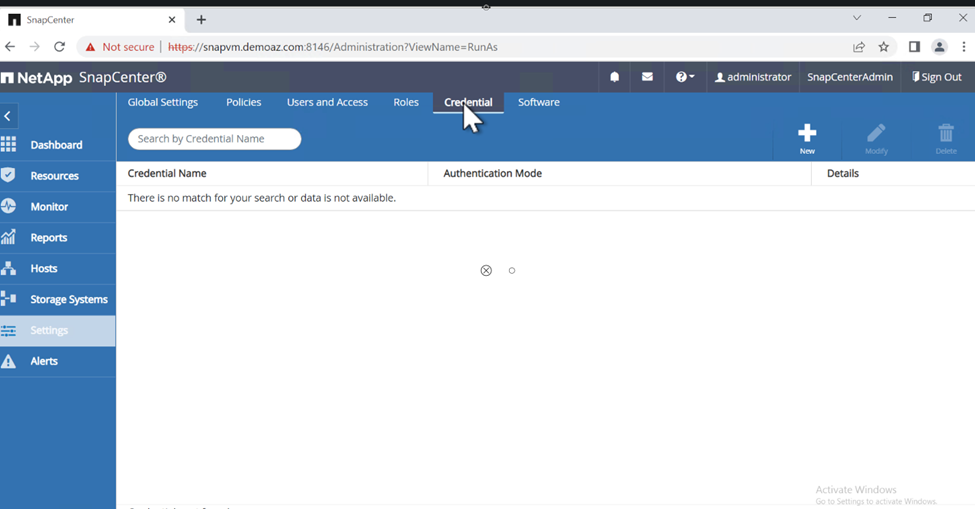 SnapCenter
Not secure | https://snapvm.demoaz.com:8146/Administration?ViewName=RunAs
NetApp SnapCenter®
administrator SnapCenterAdmin Sign Out
Global Settings Policies Users and Access Roles Credential Software
Search by Credential Name
New Modify Delete
Credential Name Authentication Mode Details
There is no match for your search or data is not available.
Dashboard
Resources
Monitor
Reports
Hosts
Storage Systems
Settings
Alerts
Activate Windows
Go to Settings to activate Windows.